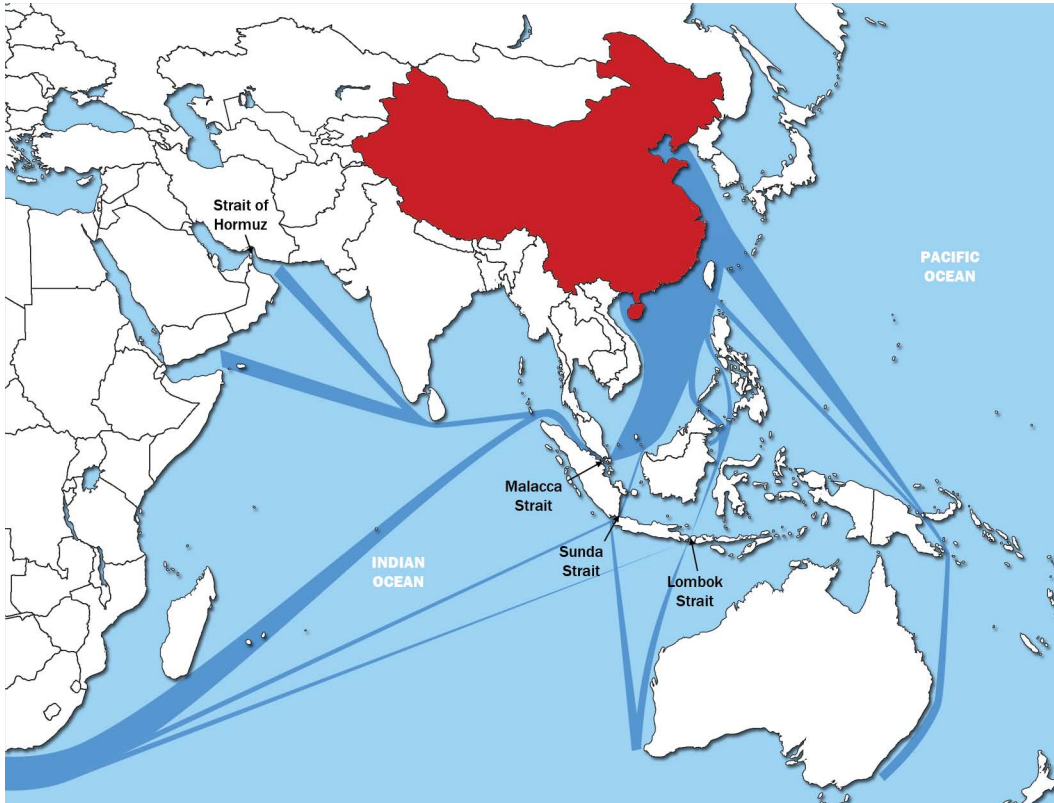 Strait of
Hormuz
PACIFIC
OCEAN
Malacca
Strait
INDIAN
OCEAN
Sunda
Strait
Lombok
Strait